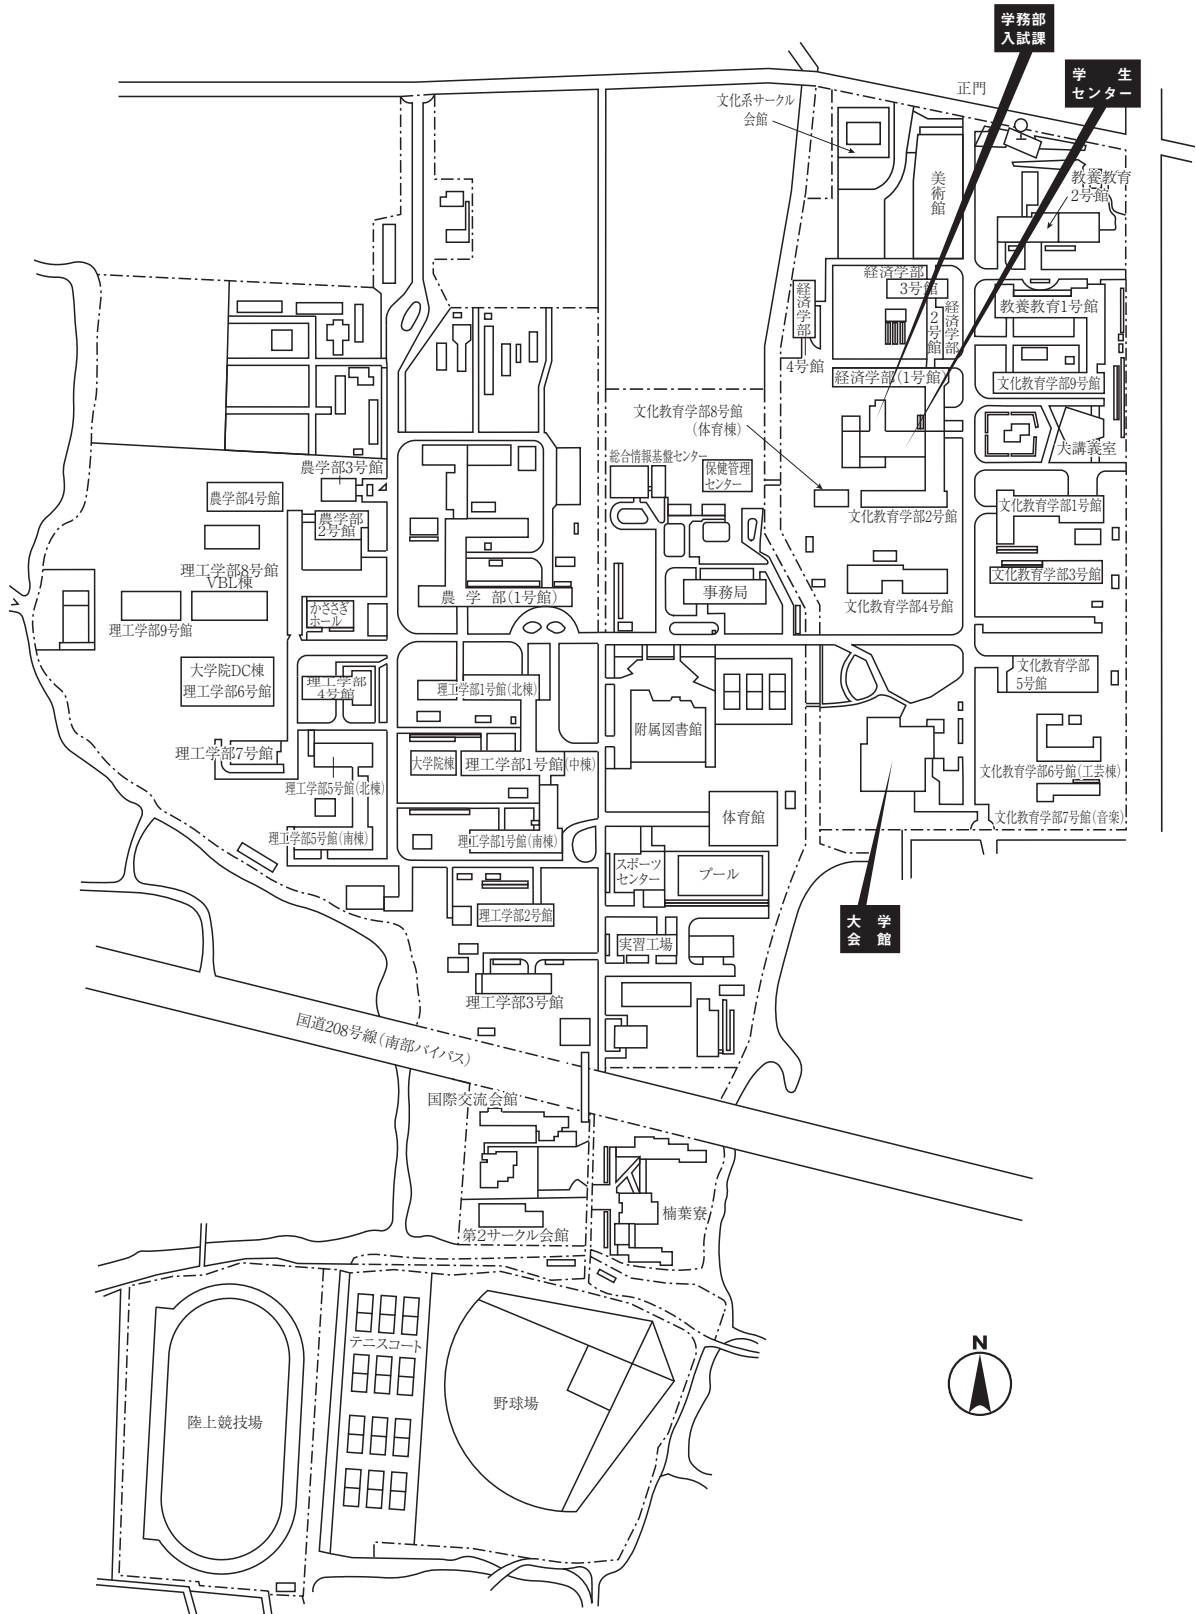 学務部
入試課
学　生
センター
正門
文化系サークル
会館
美術館
教養教育
2号館
経済学部
3号館
経済学部
4号館
経済学部
2号館
教養教育1号館
経済学部(1号館)
文化教育学部9号館
文化教育学部8号館
(体育棟)
大講義室
総合情報基盤センター
保健管理
センター
農学部3号館
農学部4号館
農学部
2号館
文化教育学部2号館
文化教育学部1号館
理工学部8号館
VBL棟
文化教育学部3号館
農 学 部(1号館)
事務局
かささぎ
ホール
文化教育学部4号館
理工学部9号館
大学院DC棟
理工学部6号館
理工学部
4号館
理工学部1号館(北棟)
文化教育学部
5号館
附属図書館
理工学部7号館
大学院棟
理工学部1号館(中棟)
文化教育学部6号館(工芸棟)
理工学部5号館(北棟)
体育館
文化教育学部7号館(音楽)
理工学部5号館(南棟)
理工学部1号館(南棟)
スポーツ
センター
プール
理工学部2号館
大　学
会　館
実習工場
理工学部3号館
国道208号線(南部バイパス)
国際交流会館
楠葉寮
第2サークル会館
テニスコート
N
野球場
陸上競技場